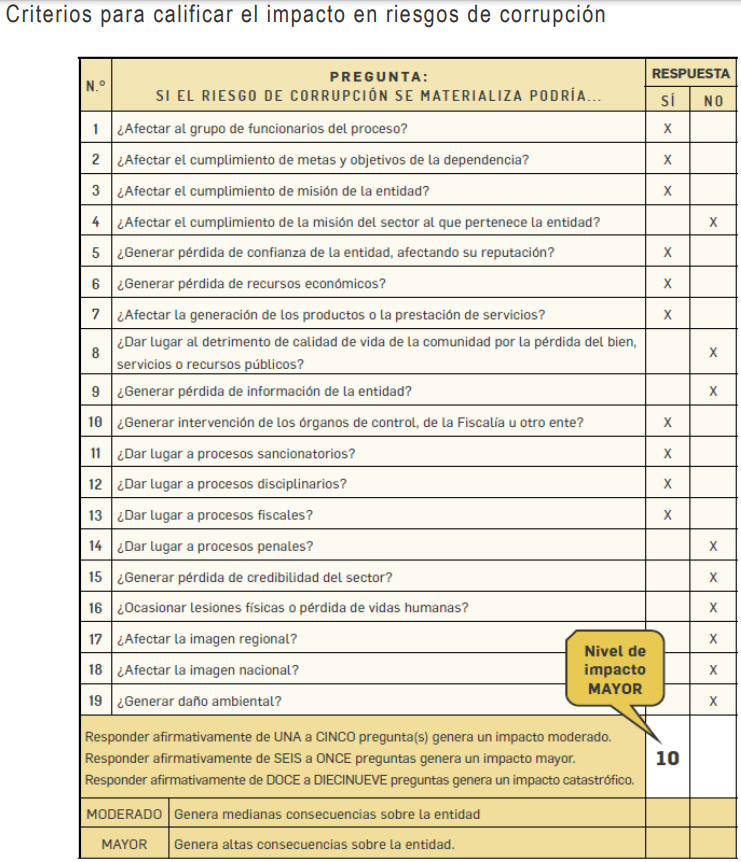 Criterios para calificar el impacto en riesgos de corrupción
N.º
PREGUNTA:
SI EL RIESGO DE CORRUPCIÓN SE MATERIALIZA PODRÍA...
RESPUESTA
SÍ NO
1 ¿Afectar al grupo de funcionarios del proceso? X
2 ¿Afectar el cumplimiento de metas y objetivos de la dependencia? X
3 ¿Afectar el cumplimiento de misión de la entidad? X
4 ¿Afectar el cumplimiento de la misión del sector al que pertenece la entidad? X
5 ¿Generar pérdida de confianza de la entidad, afectando su reputación? X
6 ¿Generar pérdida de recursos económicos? X
7 ¿Afectar la generación de los productos o la prestación de servicios? X
8 ¿Dar lugar al detrimento de calidad de vida de la comunidad por la pérdida del bien,
servicios o recursos públicos? X
9 ¿Generar pérdida de información de la entidad? X
10 ¿Generar intervención de los órganos de control, de la Fiscalía u otro ente? X
11 ¿Dar lugar a procesos sancionatorios? X
12 ¿Dar lugar a procesos disciplinarios? X
13 ¿Dar lugar a procesos fiscales? X
14 ¿Dar lugar a procesos penales? X
15 ¿Generar pérdida de credibilidad del sector? X
16 ¿Ocasionar lesiones físicas o pérdida de vidas humanas? X
17 ¿Afectar la imagen regional? X
18 ¿Afectar la imagen nacional? X
19 ¿Generar daño ambiental? X
Nivel de
impacto
MAYOR
Responder afirmativamente de UNA a CINCO pregunta(s) genera un impacto moderado.
Responder afirmativamente de SEIS a ONCE preguntas genera un impacto mayor.
Responder afirmativamente de DOCE a DIECINUEVE preguntas genera un impacto catastrófico.
10
MODERADO Genera medianas consecuencias sobre la entidad
MAYOR Genera altas consecuencias sobre la entidad.